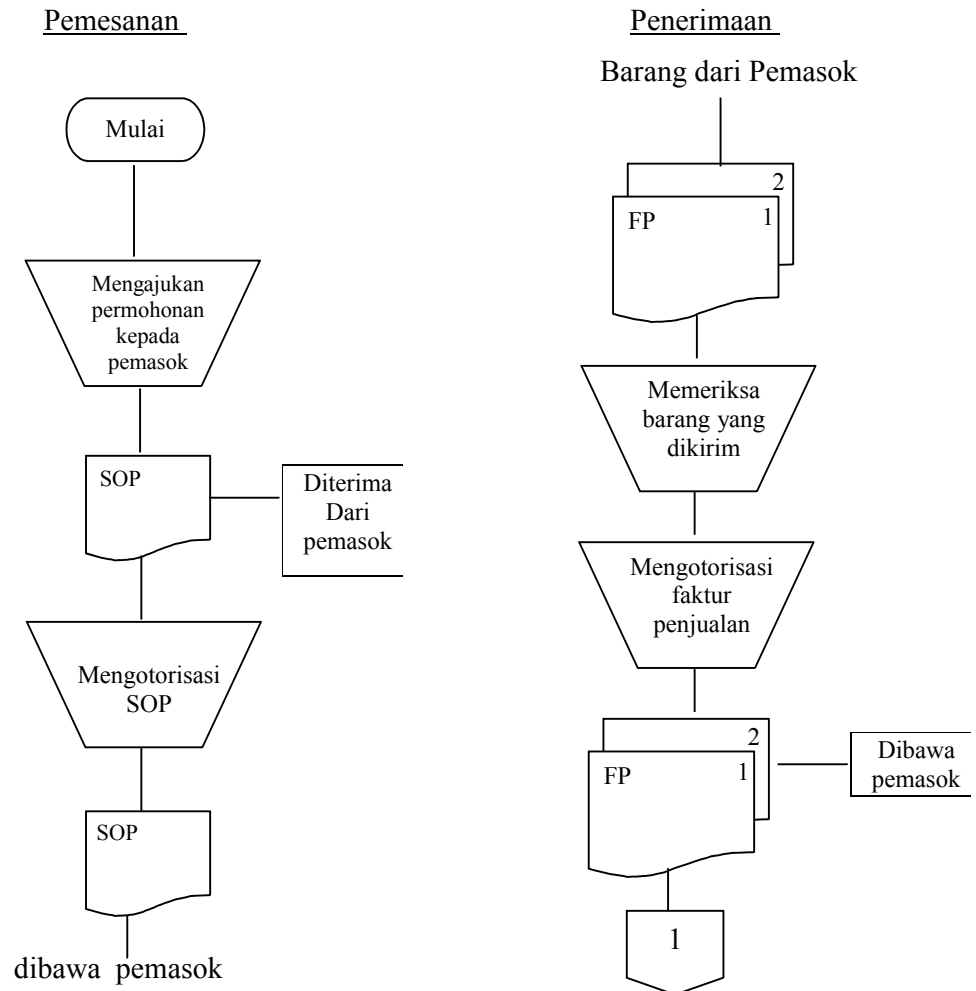 Pemesanan
Mulai
Mengajukan
permohonan
kepada
pemasok
SOP
Diterima
Dari
pemasok
Mengotorisasi
SOP
SOP
dibawa pemasok
Penerimaan
Barang dari Pemasok
2
FP 1
Memeriksa
barang yang
dikirim
Mengotorisasi
faktur
penjualan
2
FP 1
Dibawa
pemasok
1